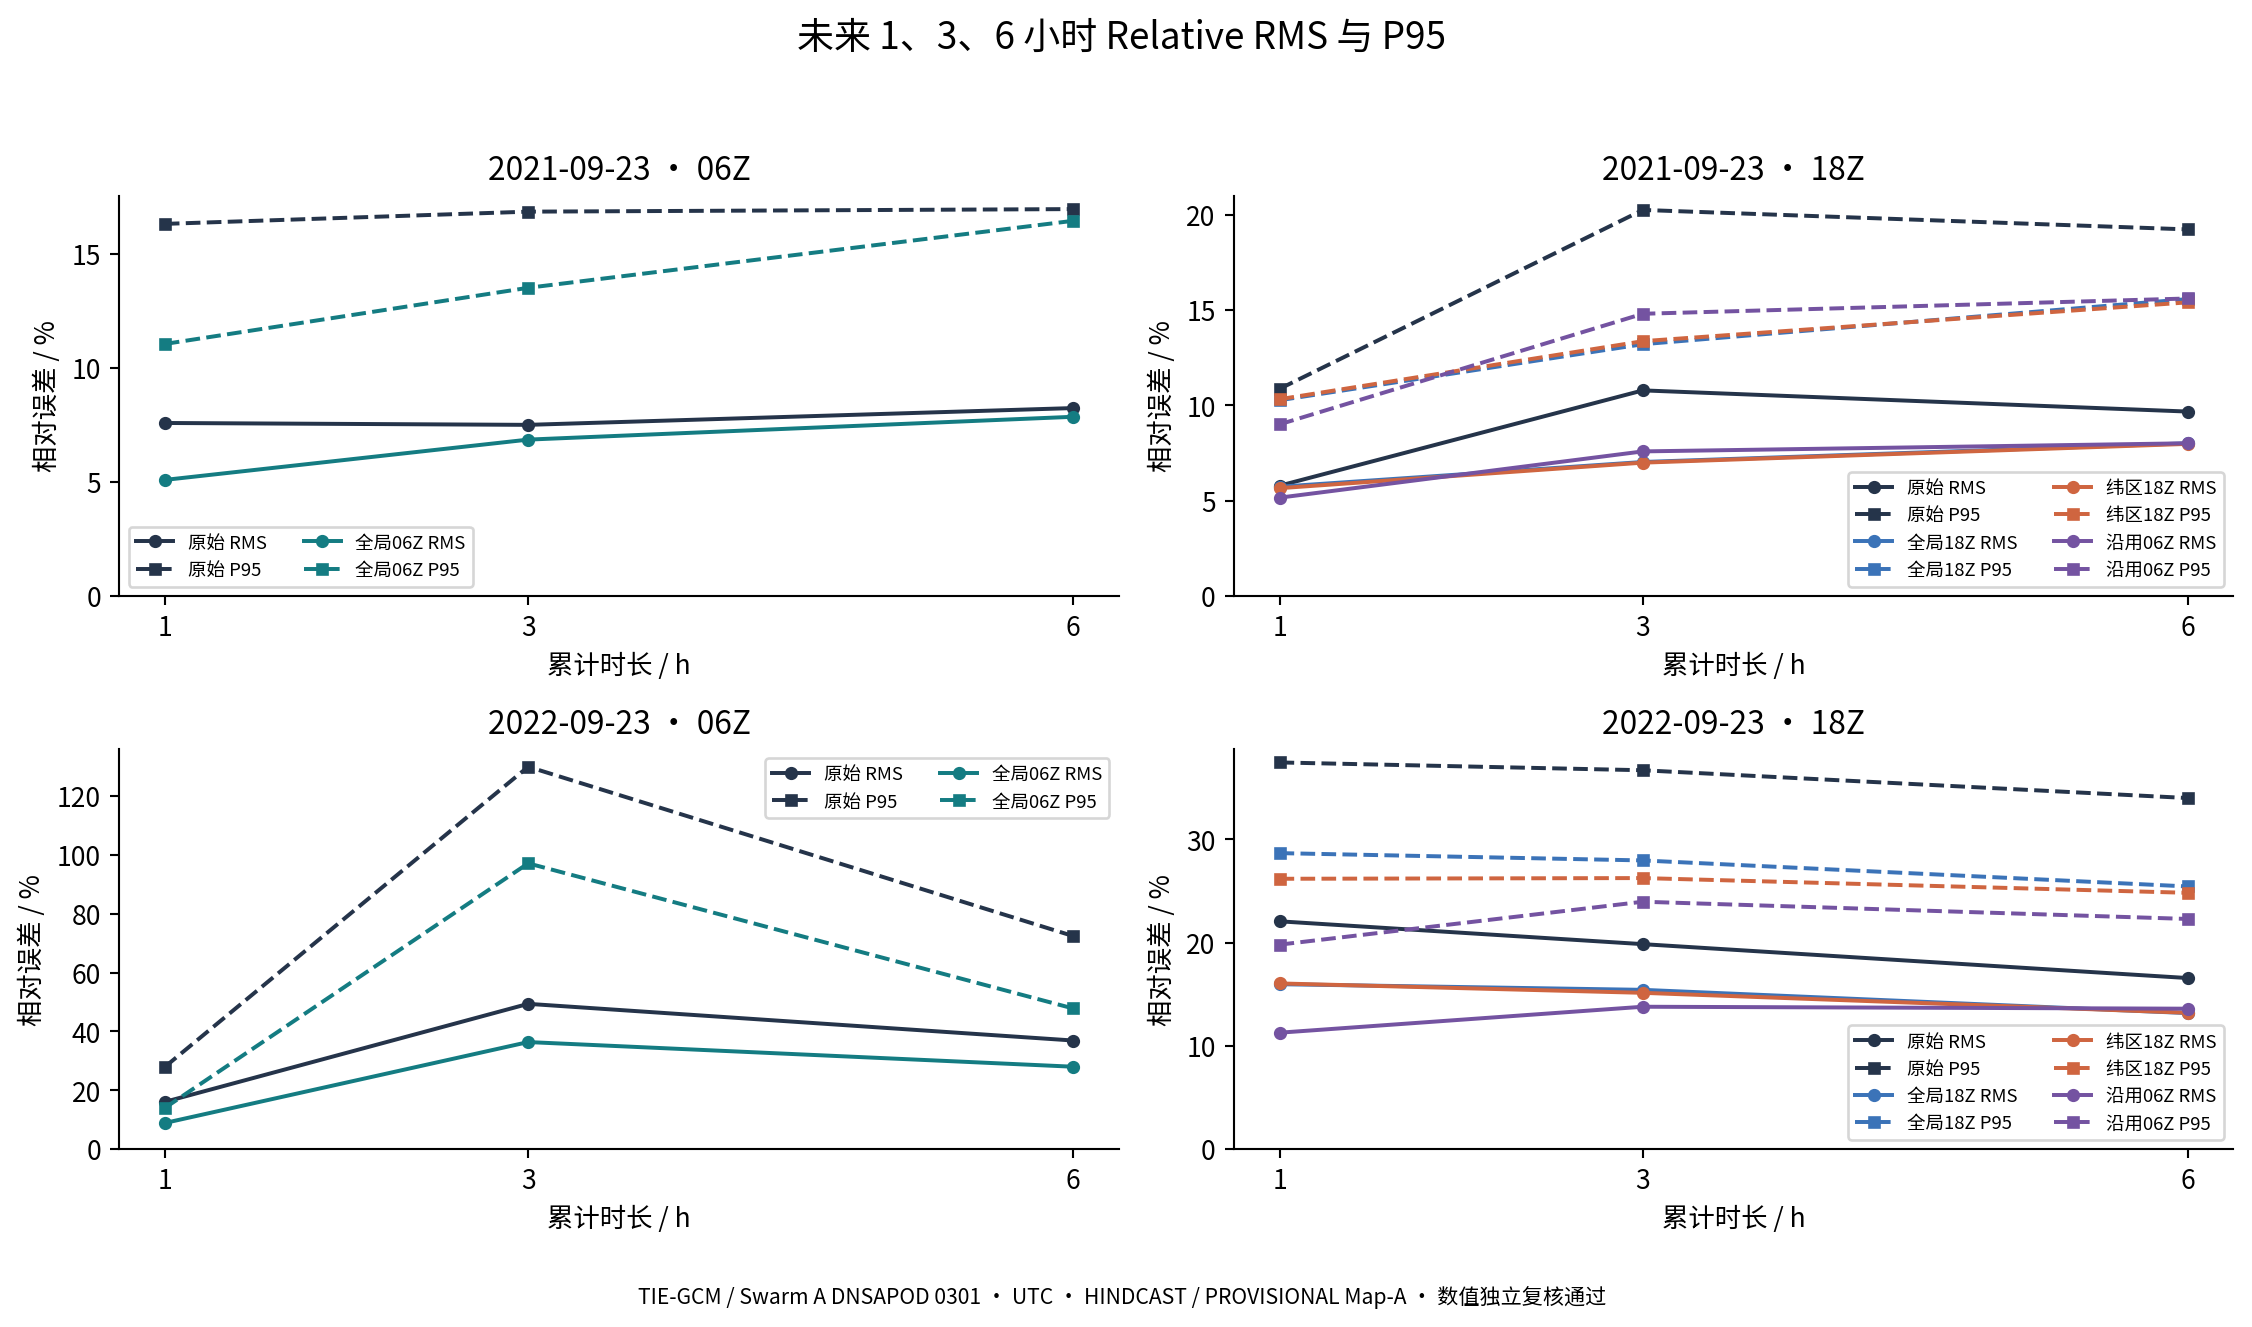 未来 1、3、6 小时 Relative RMS 与 P95
2021-09-23 · 06Z
相对误差 / %
15
10
5
0
原始 RMS
原始 P95
全局06Z RMS
全局06Z P95
1
3
6
累计时长 / h
2021-09-23 · 18Z
相对误差 / %
20
15
10
5
0
原始 RMS
原始 P95
全局18Z RMS
全局18Z P95
纬区18Z RMS
纬区18Z P95
沿用06Z RMS
沿用06Z P95
1
3
6
累计时长 / h
2022-09-23 · 06Z
相对误差 / %
120
100
80
60
40
20
0
原始 RMS
原始 P95
全局06Z RMS
全局06Z P95
1
3
6
累计时长 / h
2022-09-23 · 18Z
相对误差 / %
30
20
10
0
原始 RMS
原始 P95
全局18Z RMS
全局18Z P95
纬区18Z RMS
纬区18Z P95
沿用06Z RMS
沿用06Z P95
1
3
6
累计时长 / h
TIE-GCM / Swarm A DNSAPOD 0301 · UTC · HINDCAST / PROVISIONAL Map-A · 数值独立复核通过